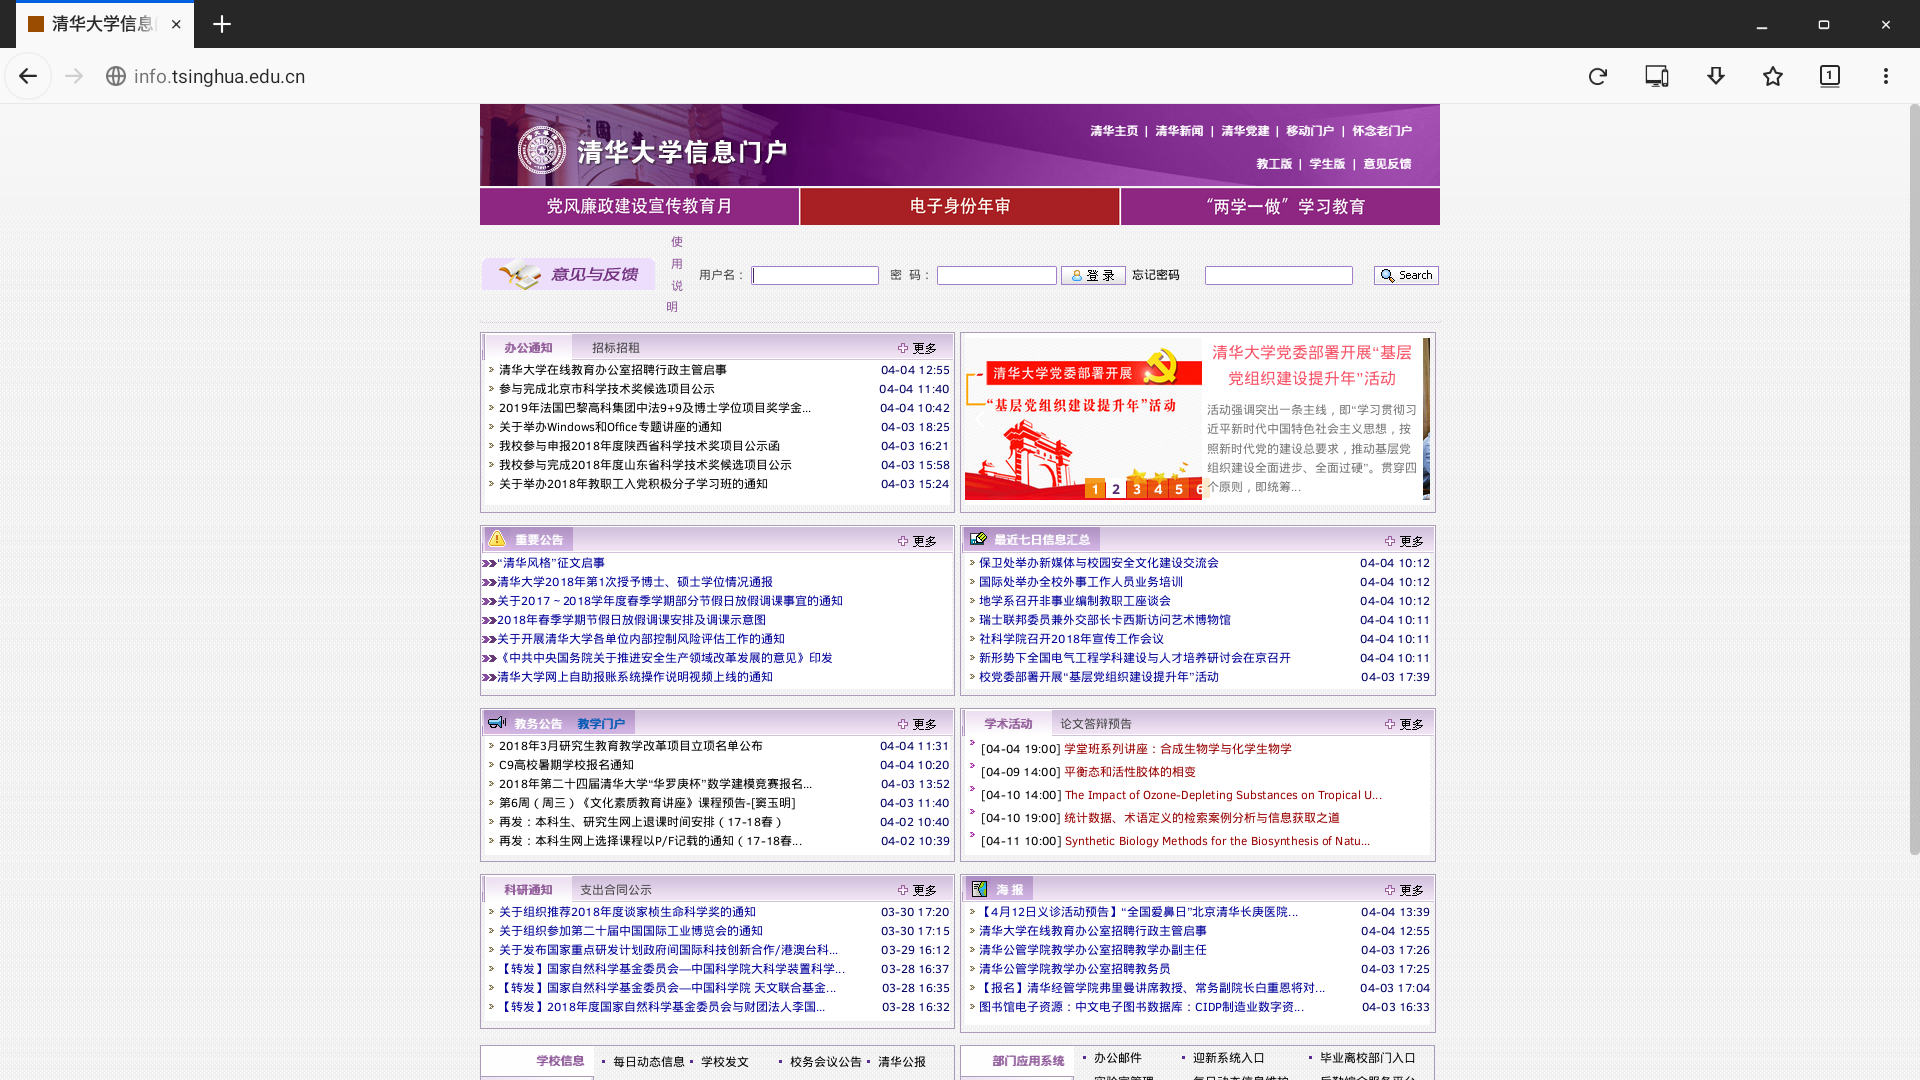 清华大学信息
info.tsinghua.edu.cn
1
清华大学信息门户
清华主页 | 清华新闻 | 清华党建 | 移动门户 | 怀念老门户
教工版 | 学生版 | 意见反馈
党风廉政建设宣传教育月
电子身份年审
“两学一做”学习教育
意见与反馈
使
用
说
明
用户名：
密 码：
登 录
忘记密码
Search
办公通知 招标招租 更多
清华大学在线教育办公室招聘行政主管启事 04-04 12:55
参与完成北京市科学技术奖候选项目公示 04-04 11:40
2019年法国巴黎高科集团中法9+9及博士学位项目奖学金... 04-04 10:42
关于举办Windows和Office专题讲座的通知 04-03 18:25
我校参与申报2018年度陕西省科学技术奖项目公示函 04-03 16:21
我校参与完成2018年度山东省科学技术奖候选项目公示 04-03 15:58
关于举办2018年教职工入党积极分子学习班的通知 04-03 15:24
清华大学党委部署开展
“基层党组织建设提升年”活动
1 2 3 4 5 6
清华大学党委部署开展“基层
党组织建设提升年”活动
活动强调突出一条主线，即“学习贯彻习
近平新时代中国特色社会主义思想，按
照新时代党的建设总要求，推动基层党
组织建设全面进步、全面过硬”。贯穿四
个原则，即统筹...
重要公告 更多
“清华风格”征文启事
清华大学2018年第1次授予博士、硕士学位情况通报
关于2017～2018学年度春季学期部分节假日放假调课事宜的通知
2018年春季学期节假日放假调课安排及调课示意图
关于开展清华大学各单位内部控制风险评估工作的通知
《中共中央国务院关于推进安全生产领域改革发展的意见》印发
清华大学网上自助报账系统操作说明视频上线的通知
最近七日信息汇总 更多
保卫处举办新媒体与校园安全文化建设交流会 04-04 10:12
国际处举办全校外事工作人员业务培训 04-04 10:12
地学系召开非事业编制教职工座谈会 04-04 10:12
瑞士联邦委员兼外交部长卡西斯访问艺术博物馆 04-04 10:11
社科学院召开2018年宣传工作会议 04-04 10:11
新形势下全国电气工程学科建设与人才培养研讨会在京召开 04-04 10:11
校党委部署开展“基层党组织建设提升年”活动 04-03 17:39
教务公告 教学门户 更多
2018年3月研究生教育教学改革项目立项名单公布 04-04 11:31
C9高校暑期学校报名通知 04-04 10:20
2018年第二十四届清华大学“华罗庚杯”数学建模竞赛报名... 04-03 13:52
第6周（周三）《文化素质教育讲座》课程预告-[窦玉明] 04-03 11:40
再发：本科生、研究生网上退课时间安排（17-18春） 04-02 10:40
再发：本科生网上选择课程以P/F记载的通知（17-18春... 04-02 10:39
学术活动 论文答辩预告 更多
[04-04 19:00] 学堂班系列讲座：合成生物学与化学生物学
[04-09 14:00] 平衡态和活性胶体的相变
[04-10 14:00] The Impact of Ozone-Depleting Substances on Tropical U...
[04-10 19:00] 统计数据、术语定义的检索案例分析与信息获取之道
[04-11 10:00] Synthetic Biology Methods for the Biosynthesis of Natu...
科研通知 支出合同公示 更多
关于组织推荐2018年度谈家桢生命科学奖的通知 03-30 17:20
关于组织参加第二十届中国国际工业博览会的通知 03-30 17:15
关于发布国家重点研发计划政府间国际科技创新合作/港澳台科... 03-29 16:12
【转发】国家自然科学基金委员会—中国科学院大科学装置科学... 03-28 16:37
【转发】国家自然科学基金委员会—中国科学院 天文联合基金... 03-28 16:35
【转发】2018年度国家自然科学基金委员会与财团法人李国... 03-28 16:32
海 报 更多
【4月12日义诊活动预告】“全国爱鼻日”北京清华长庚医院... 04-04 13:39
清华大学在线教育办公室招聘行政主管启事 04-04 12:55
清华公管学院教学办公室招聘教学办副主任 04-03 17:26
清华公管学院教学办公室招聘教务员 04-03 17:25
【报名】清华经管学院弗里曼讲席教授、常务副院长白重恩将对... 04-03 17:04
图书馆电子资源：中文电子图书数据库：CIDP制造业数字资... 04-03 16:33
学校信息 每日动态信息 学校发文 校务会议公告 清华公报
部门应用系统 办公邮件 迎新系统入口 毕业离校部门入口